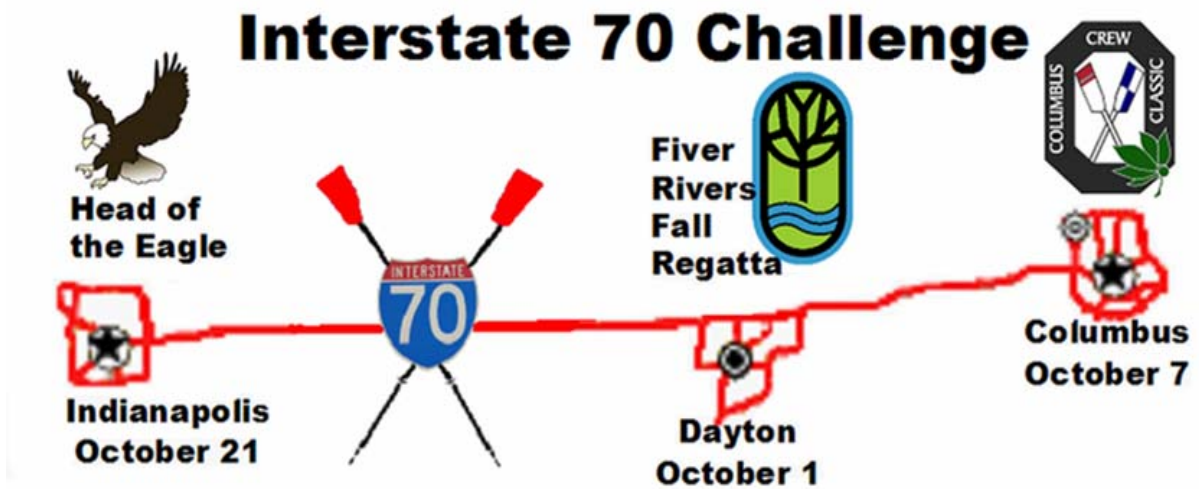 Interstate 70 Challenge
COLUMBUS
CREW
CLASSIC
Head of
the Eagle
Fiver
Rivers
Fall
Regatta
INTERSTATE
70
Indianapolis
October 21
Dayton
October 1
Columbus
October 7